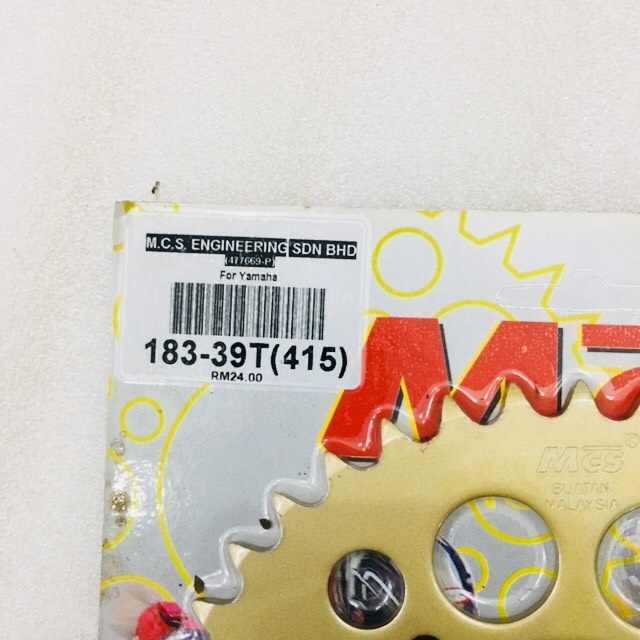 M.C.S. ENGINEERING SDN BHD
(477669-P)
For Yamaha
183-39T(415)
RM24.00
MCS
BUATAN
MALAYSIA